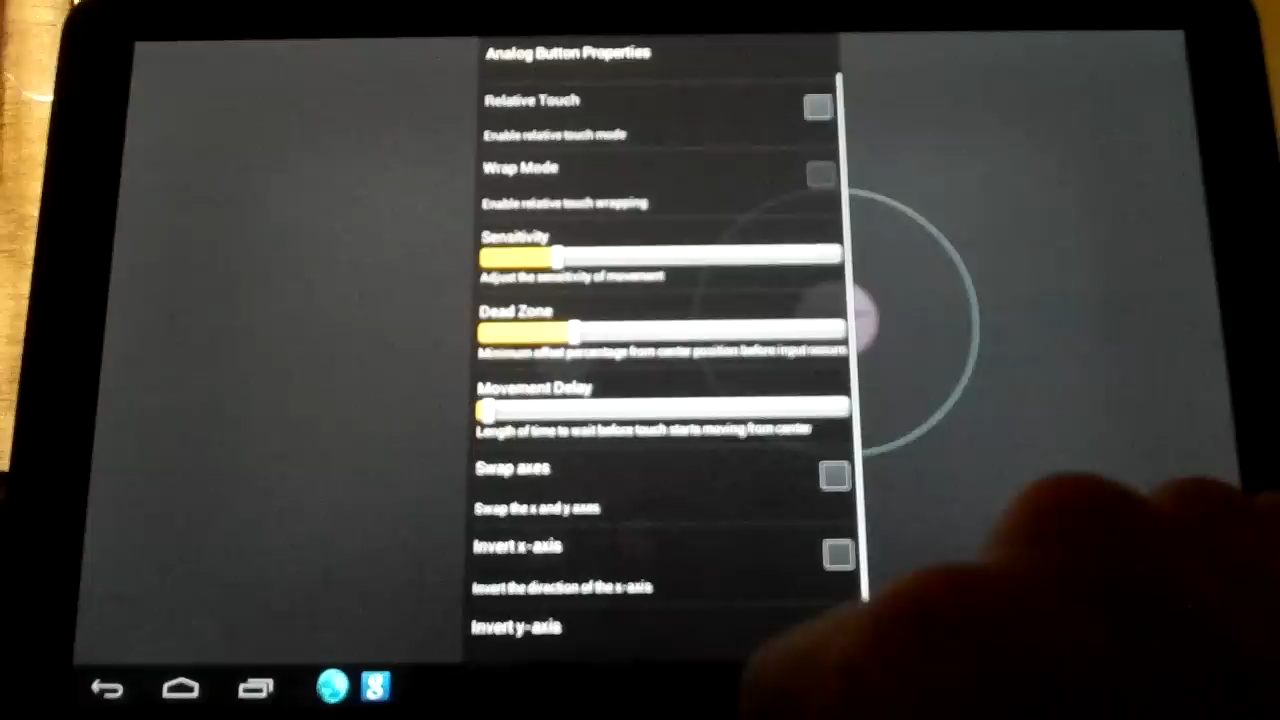 Analog Button Properties
Relative Touch
Enable relative touch mode
Wrap Mode
Enable relative touch wrapping
Sensitivity
Adjust the sensitivity of movement
Dead Zone
Minimum offset percentage from center position before input occurs
Movement Delay
Length of time to wait before touch starts moving from center
Swap axes
Swap the x and y axes
Invert x-axis
Invert the direction of the x-axis
Invert y-axis
8